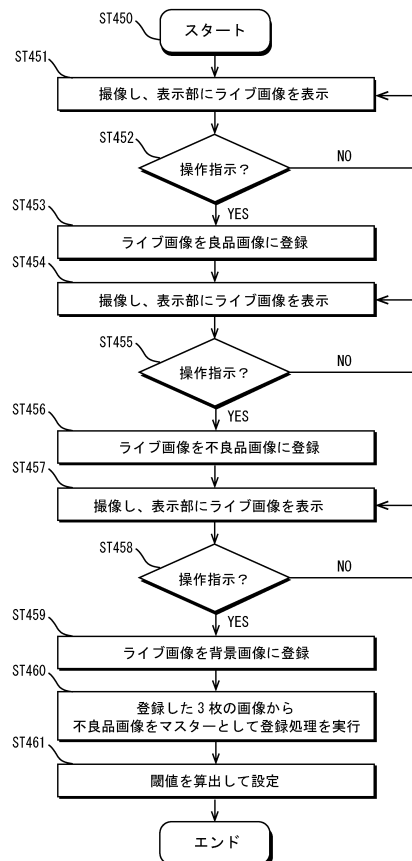 ST450
スタート
ST451
撮像し、表示部にライブ画像を表示
ST452
操作指示？
NO
YES
ST453
ライブ画像を良品画像に登録
ST454
撮像し、表示部にライブ画像を表示
ST455
操作指示？
NO
YES
ST456
ライブ画像を不良品画像に登録
ST457
撮像し、表示部にライブ画像を表示
ST458
操作指示？
NO
YES
ST459
ライブ画像を背景画像に登録
ST460
登録した3枚の画像から
不良品画像をマスターとして登録処理を実行
ST461
閾値を算出して設定
エンド